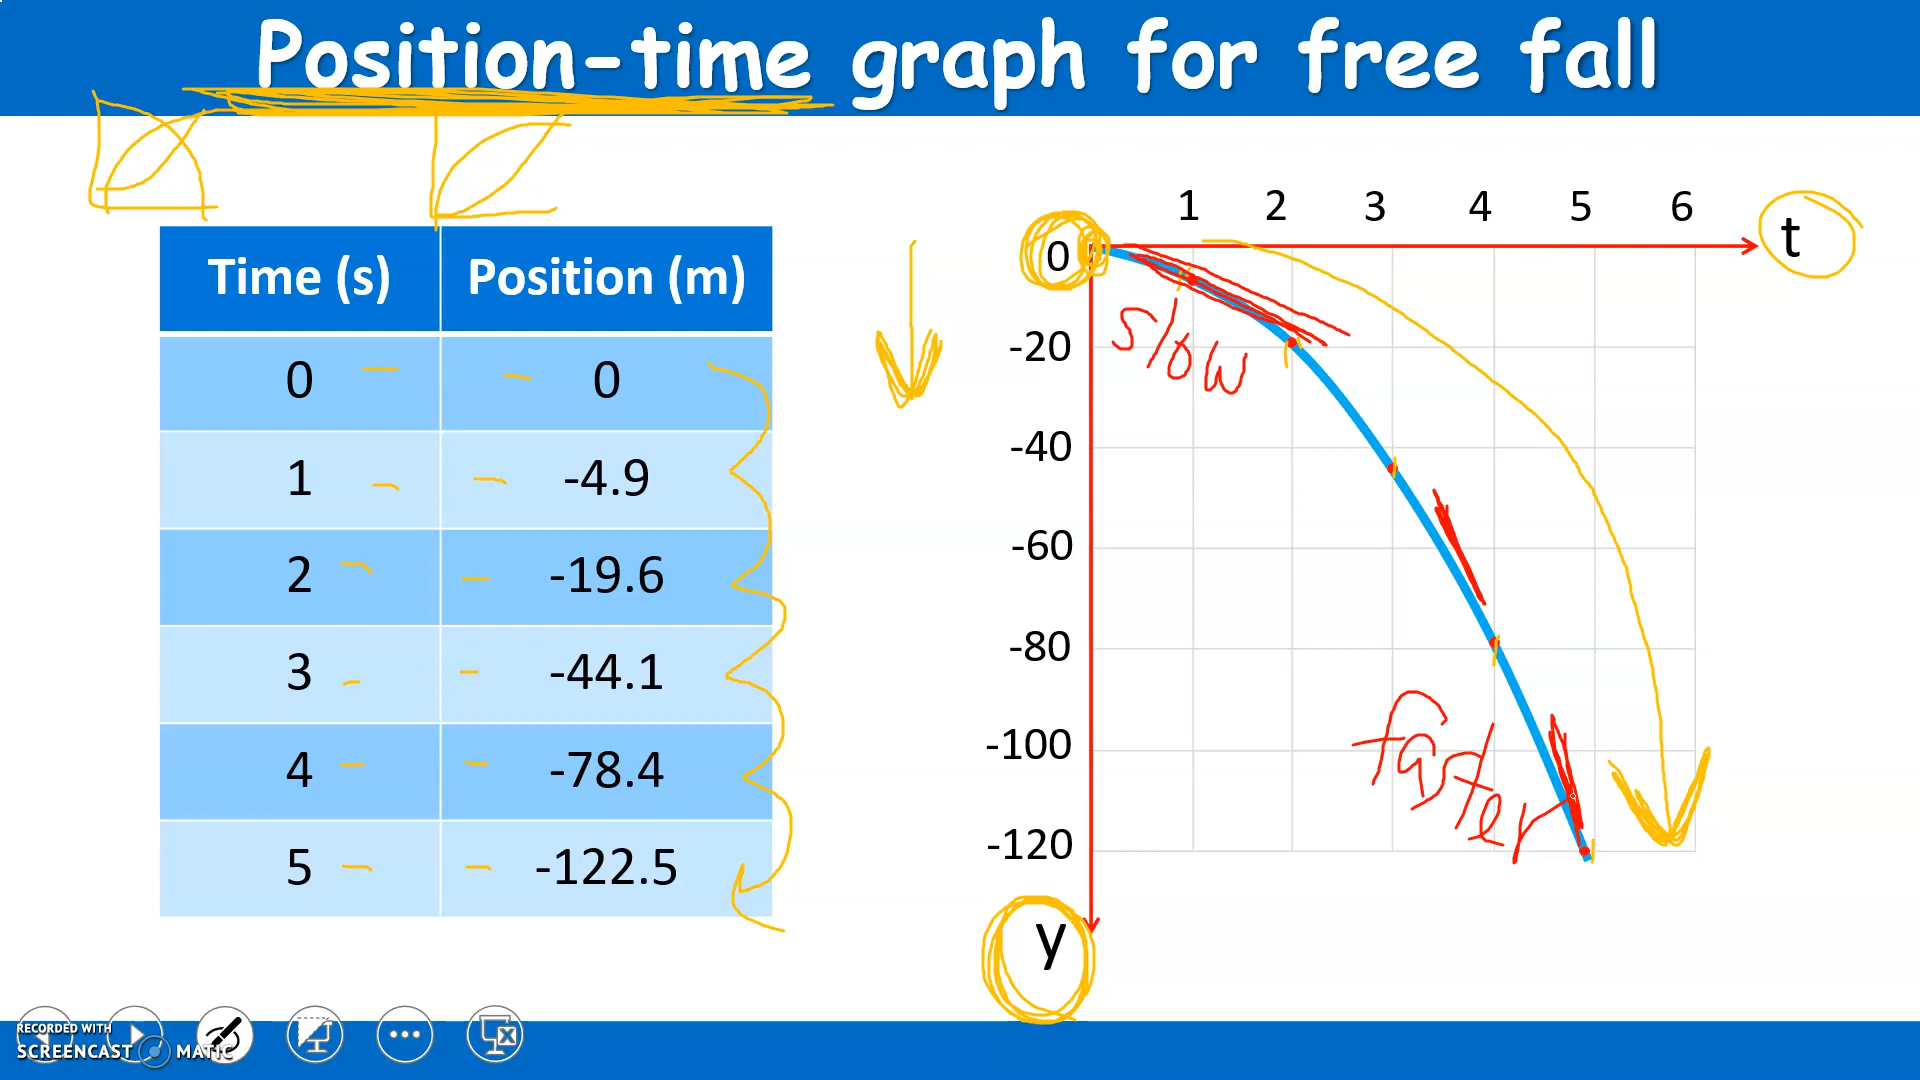 Position-time graph for free fall
Time (s) Position (m)
0 0
1 -4.9
2 -19.6
3 -44.1
4 -78.4
5 -122.5
1 2 3 4 5 6
t
0
-20
-40
-60
-80
-100
-120
y
slow
faster
RECORDED WITH
SCREENCAST MATIC